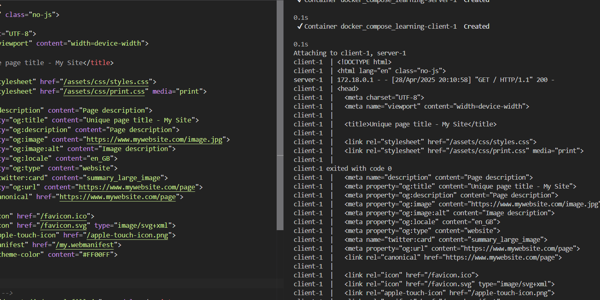 class="no-js">
="UTF-8">
viewport" content="width=device-width">
e page title - My Site</title>
tylesheet" href="/assets/css/styles.css">
tylesheet" href="/assets/css/print.css" media="print">
description" content="Page description">
ty="og:title" content="Unique page title - My Site">
ty="og:description" content="Page description">
ty="og:image" content="https://www.mywebsite.com/image.jpg">
ty="og:image:alt" content="Image description">
ty="og:locale" content="en_GB">
ty="og:type" content="website">
twitter:card" content="summary_large_image">
ty="og:url" content="https://www.mywebsite.com/page">
anonical" href="https://www.mywebsite.com/page">
con" href="/favicon.ico">
con" href="/favicon.svg" type="image/svg+xml">
pple-touch-icon" href="/apple-touch-icon.png">
anifest" href="/my.webmanifest">
heme-color" content="#FF00FF">
-->
✔ Container docker_compose_learning-server-1 Created
0.1s
✔ Container docker_compose_learning-client-1 Created
0.1s
Attaching to client-1, server-1
client-1 | <!DOCTYPE html>
client-1 | <html lang="en" class="no-js">
server-1 | 172.18.0.1 - - [28/Apr/2025 20:10:58] "GET / HTTP/1.1" 200 -
client-1 | <head>
client-1 | <meta charset="UTF-8">
client-1 | <meta name="viewport" content="width=device-width">
client-1 |
client-1 | <title>Unique page title - My Site</title>
client-1 |
client-1 | <link rel="stylesheet" href="/assets/css/styles.css">
client-1 | <link rel="stylesheet" href="/assets/css/print.css" media="print">
client-1 |
client-1 exited with code 0
client-1 | <meta name="description" content="Page description">
client-1 | <meta property="og:title" content="Unique page title - My Site">
client-1 | <meta property="og:description" content="Page description">
client-1 | <meta property="og:image" content="https://www.mywebsite.com/image.jpg"
client-1 | <meta property="og:image:alt" content="Image description">
client-1 | <meta property="og:locale" content="en_GB">
client-1 | <meta property="og:type" content="website">
client-1 | <meta name="twitter:card" content="summary_large_image">
client-1 | <meta property="og:url" content="https://www.mywebsite.com/page">
client-1 | <link rel="canonical" href="https://www.mywebsite.com/page">
client-1 |
client-1 | <link rel="icon" href="/favicon.ico">
client-1 | <link rel="icon" href="/favicon.svg" type="image/svg+xml">
client-1 | <link rel="apple-touch-icon" href="/apple-touch-icon.png">